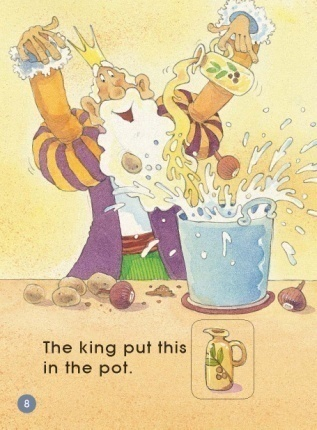 The king put this
in the pot.
8